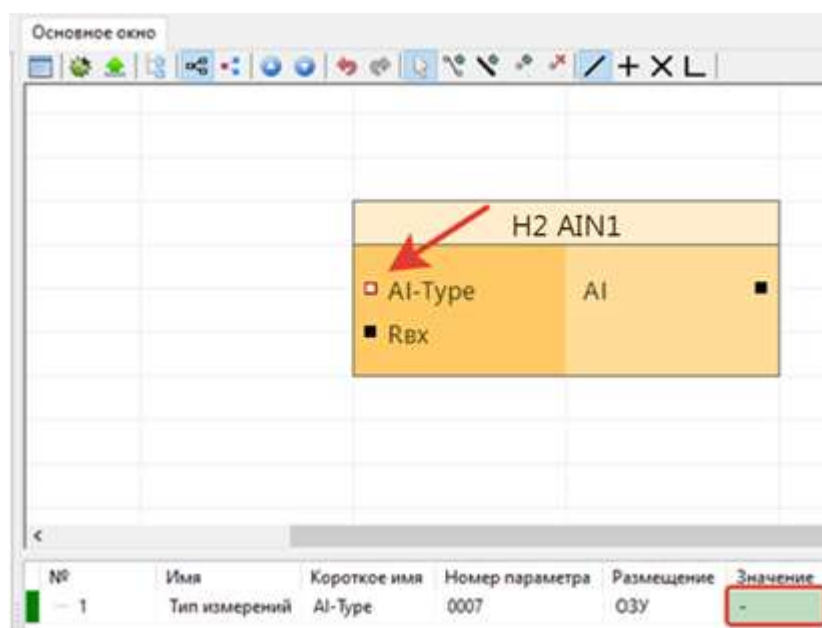 Основное окно
H2 AIN1
AI-Type AI
Rвх
№ Имя Короткое имя Номер параметра Размещение Значение
1 Тип измерений AI-Type 0007 ОЗУ -